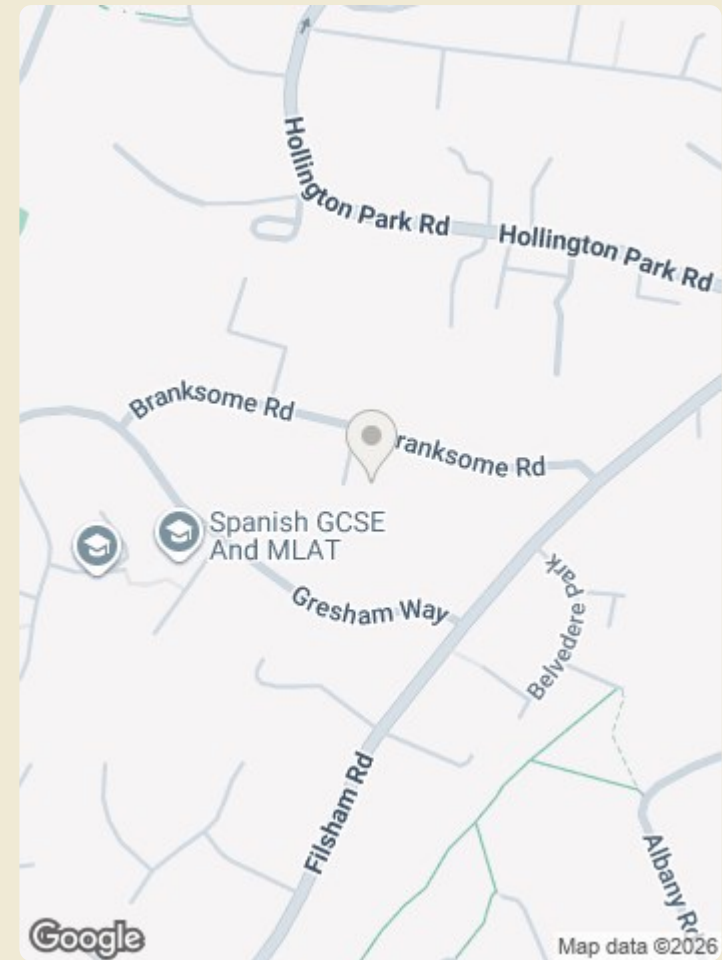 Hollington Park Rd
Hollington Park Rd
Branksome Rd
ranksome Rd
Spanish GCSE
And MLAT
Gresham Way
Belvedere Park
Filsham Rd
Albany Rd
Google
Map data ©2026